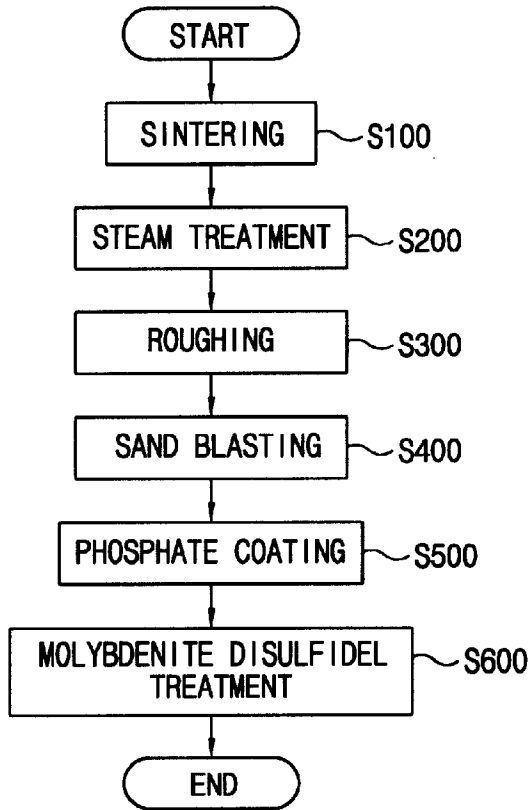 START
SINTERING S100
STEAM TREATMENT S200
ROUGHING S300
SAND BLASTING S400
PHOSPHATE COATING S500
MOLYBDENITE DISULFIDEL
TREATMENT S600
END